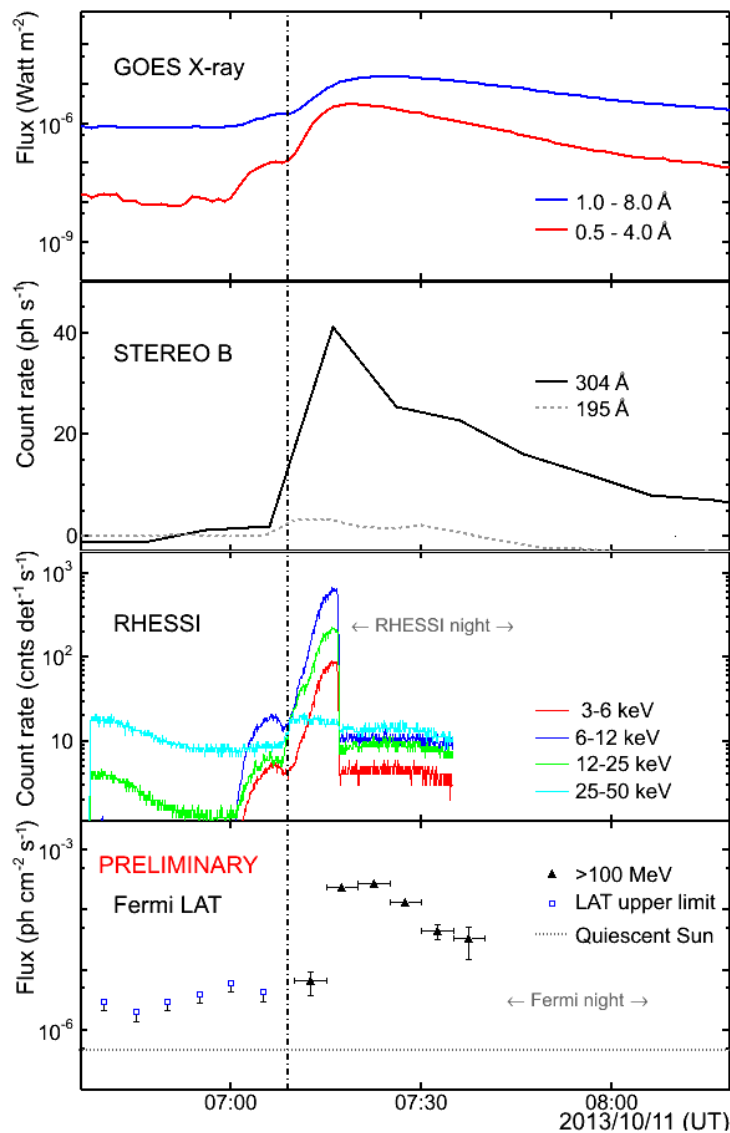 GOES X-ray
Flux (Watt m⁻²)
10⁻⁶
10⁻⁹
1.0 - 8.0 Å
0.5 - 4.0 Å
STEREO B
Count rate (ph s⁻¹)
40
20
0
304 Å
195 Å
RHESSI
← RHESSI night →
Count rate (cnts det⁻¹ s⁻¹)
10³
10²
10
3-6 keV
6-12 keV
12-25 keV
25-50 keV
PRELIMINARY
Fermi LAT
Flux (ph cm⁻² s⁻¹)
10⁻³
10⁻⁶
>100 MeV
LAT upper limit
Quiescent Sun
← Fermi night →
07:00 07:30 08:00
2013/10/11 (UT)